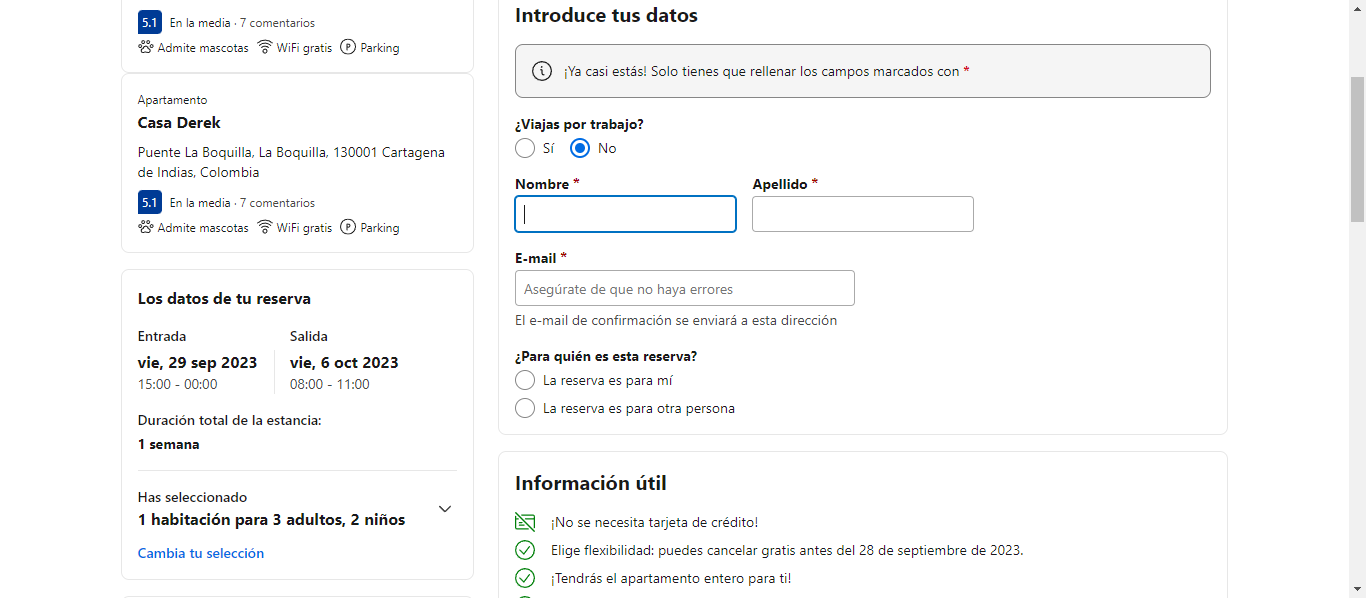 5.1 En la media · 7 comentarios
Admite mascotas WiFi gratis P Parking
Apartamento
Casa Derek
Puente La Boquilla, La Boquilla, 130001 Cartagena
de Indias, Colombia
5.1 En la media · 7 comentarios
Admite mascotas WiFi gratis P Parking
Los datos de tu reserva
Entrada Salida
vie, 29 sep 2023 vie, 6 oct 2023
15:00 - 00:00 08:00 - 11:00
Duración total de la estancia:
1 semana
Has seleccionado
1 habitación para 3 adultos, 2 niños
Cambia tu selección
Introduce tus datos
¡Ya casi estás! Solo tienes que rellenar los campos marcados con *
¿Viajas por trabajo?
Sí No
Nombre * Apellido *
E-mail *
Asegúrate de que no haya errores
El e-mail de confirmación se enviará a esta dirección
¿Para quién es esta reserva?
La reserva es para mí
La reserva es para otra persona
Información útil
¡No se necesita tarjeta de crédito!
Elige flexibilidad: puedes cancelar gratis antes del 28 de septiembre de 2023.
¡Tendrás el apartamento entero para ti!